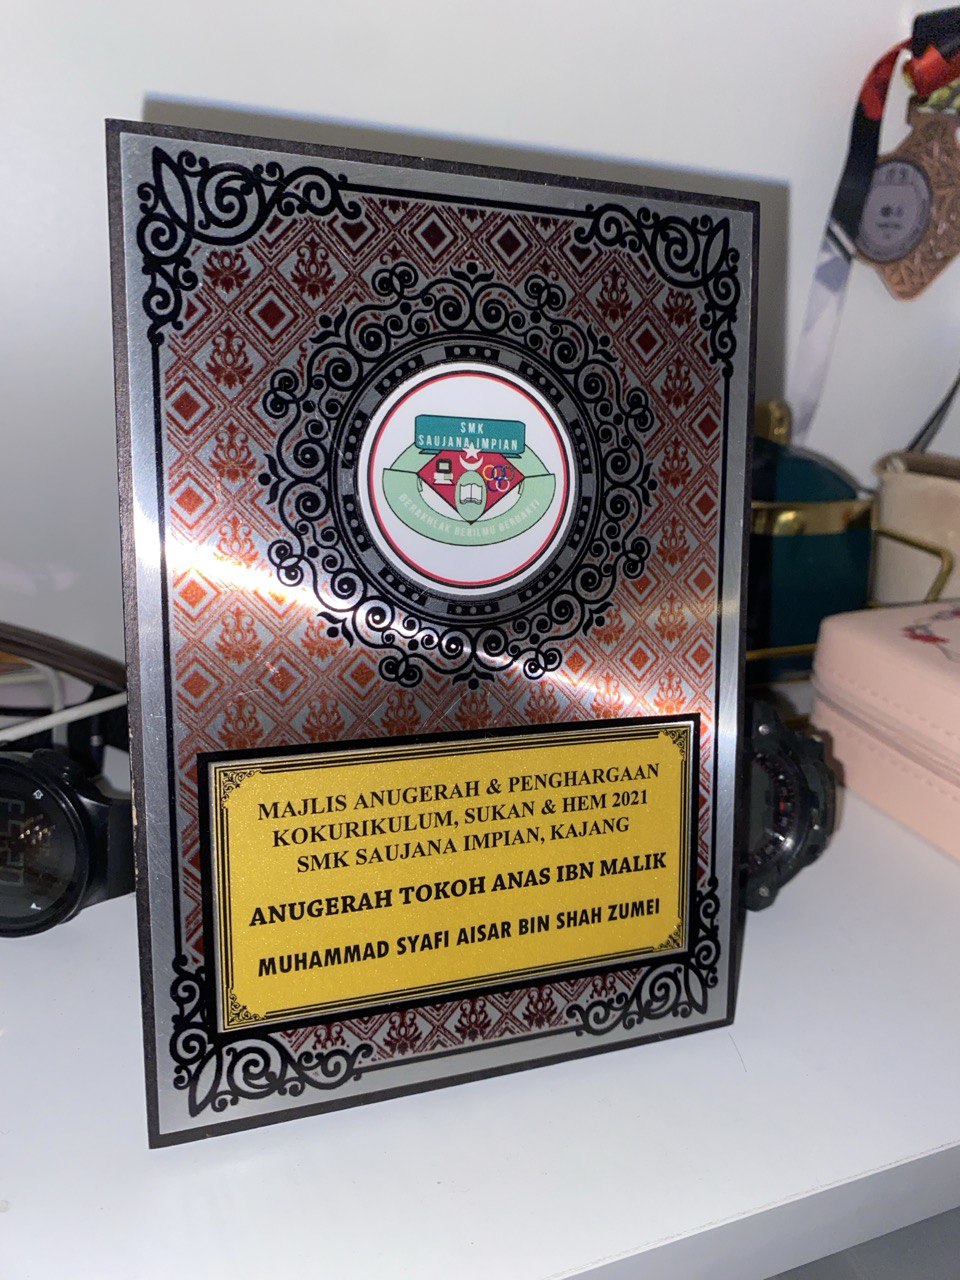 SMK
SAUJANA IMPIAN
BERAKHLAK BERILMU BERBAKTI
MAJLIS ANUGERAH & PENGHARGAAN
KOKURIKULUM, SUKAN & HEM 2021
SMK SAUJANA IMPIAN, KAJANG
ANUGERAH TOKOH ANAS IBN MALIK
MUHAMMAD SYAFI AISAR BIN SHAH ZUMEI